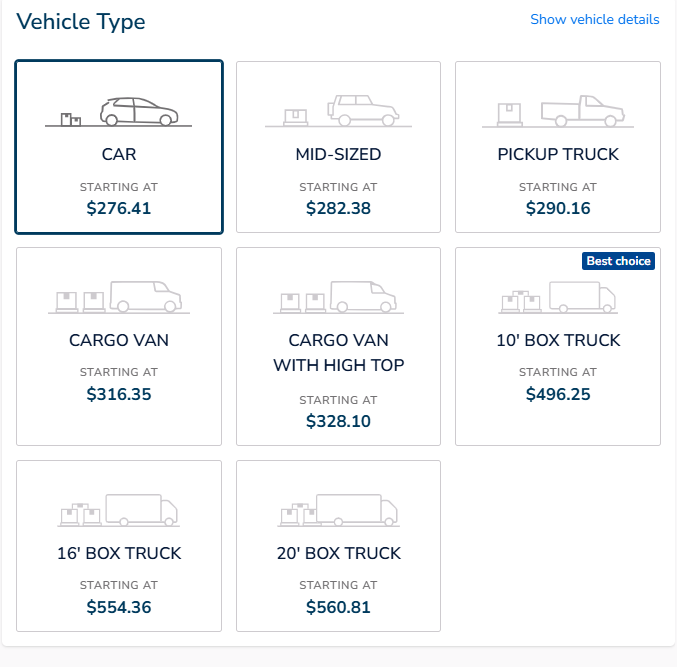 Vehicle Type
Show vehicle details
CAR
STARTING AT
$276.41
MID-SIZED
STARTING AT
$282.38
PICKUP TRUCK
STARTING AT
$290.16
CARGO VAN
STARTING AT
$316.35
CARGO VAN
WITH HIGH TOP
STARTING AT
$328.10
Best choice
10' BOX TRUCK
STARTING AT
$496.25
16' BOX TRUCK
STARTING AT
$554.36
20' BOX TRUCK
STARTING AT
$560.81